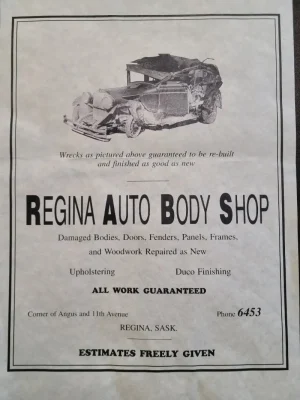 Wrecks as pictured above guaranteed to be re-built
and finished as good as new
REGINA AUTO BODY SHOP
Damaged Bodies, Doors, Fenders, Panels, Frames,
and Woodwork Repaired as New
Upholstering Duco Finishing
ALL WORK GUARANTEED
Corner of Angus and 11th Avenue Phone 6453
REGINA, SASK.
ESTIMATES FREELY GIVEN